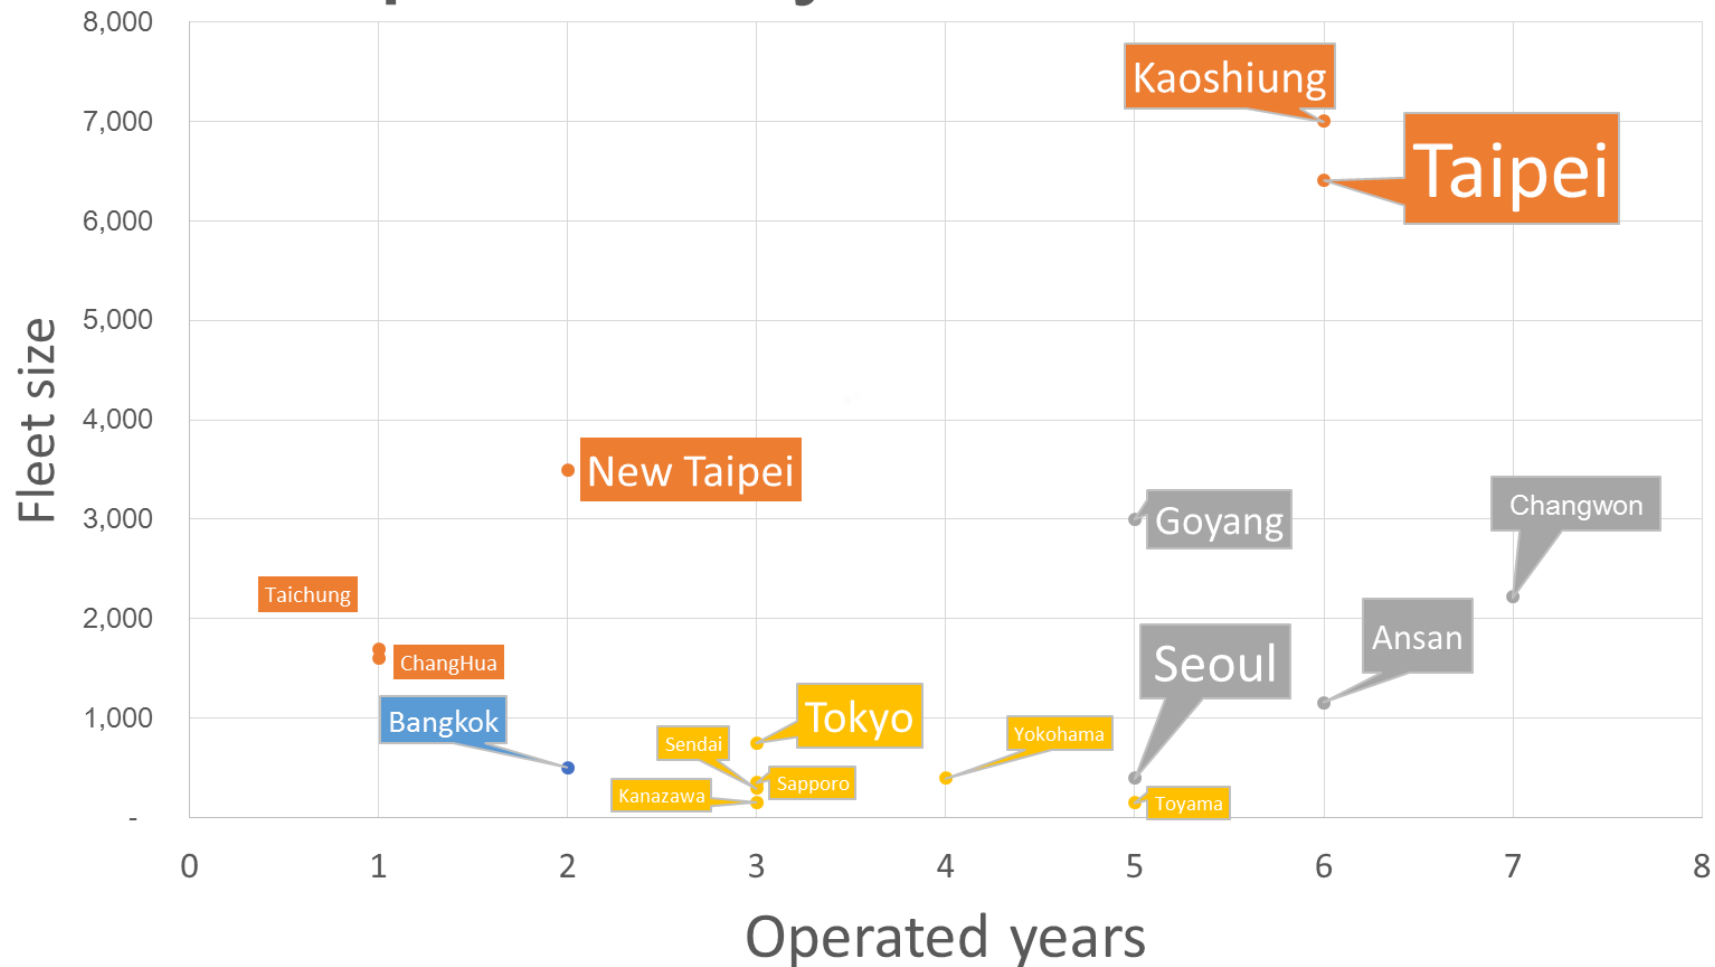 8,000
7,000
6,000
5,000
4,000
3,000
2,000
1,000
-
Fleet size
Kaoshiung
Taipei
New Taipei
Goyang
Changwon
Taichung
ChangHua
Ansan
Seoul
Bangkok
Tokyo
Sendai
Yokohama
Kanazawa
Sapporo
Toyama
0 1 2 3 4 5 6 7 8
Operated years